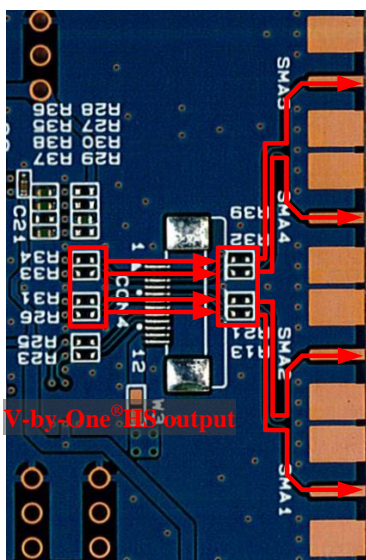 SMA3
R36 R28
R35 R27
R38 R30
R37 R29
C21
SMA4
R39
R34
R33
R32
1
R31
R26
CCN4
R25
R23
R21
R13
12
SMA2
V-by-One®HS output
SMA1